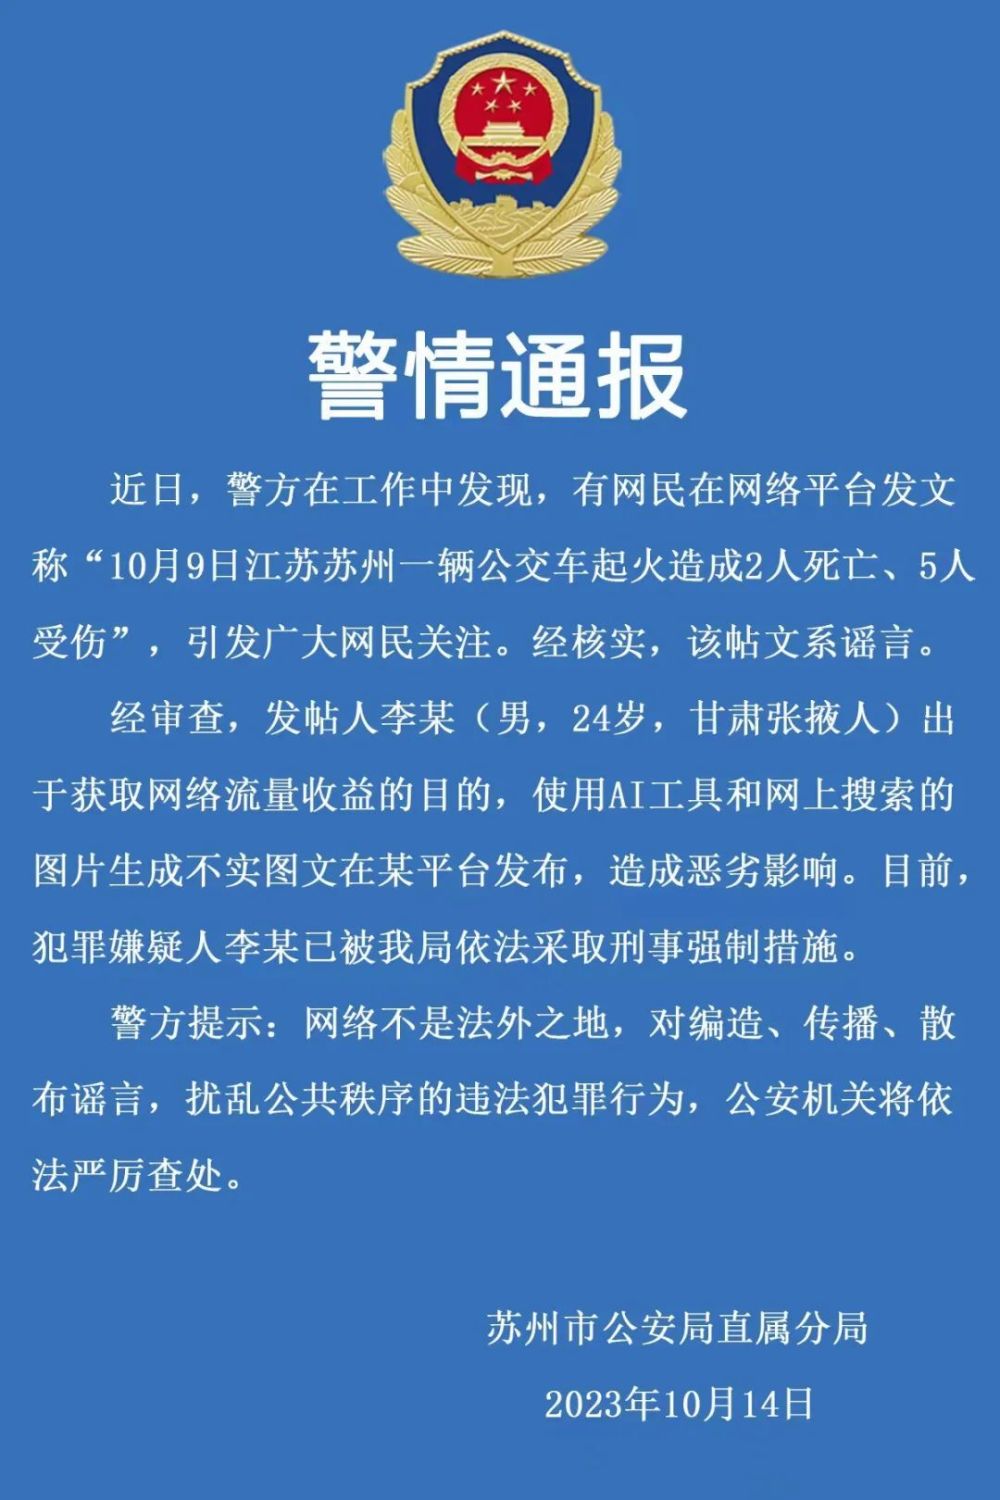 警情通报
近日，警方在工作中发现，有网民在网络平台发文
称“10月9日江苏苏州一辆公交车起火造成2人死亡、5人
受伤”，引发广大网民关注。经核实，该帖文系谣言。
经审查，发帖人李某（男，24岁，甘肃张掖人）出
于获取网络流量收益的目的，使用AI工具和网上搜索的
图片生成不实图文在某平台发布，造成恶劣影响。目前，
犯罪嫌疑人李某已被我局依法采取刑事强制措施。
警方提示：网络不是法外之地，对编造、传播、散
布谣言，扰乱公共秩序的违法犯罪行为，公安机关将依
法严厉查处。
苏州市公安局直属分局
2023年10月14日